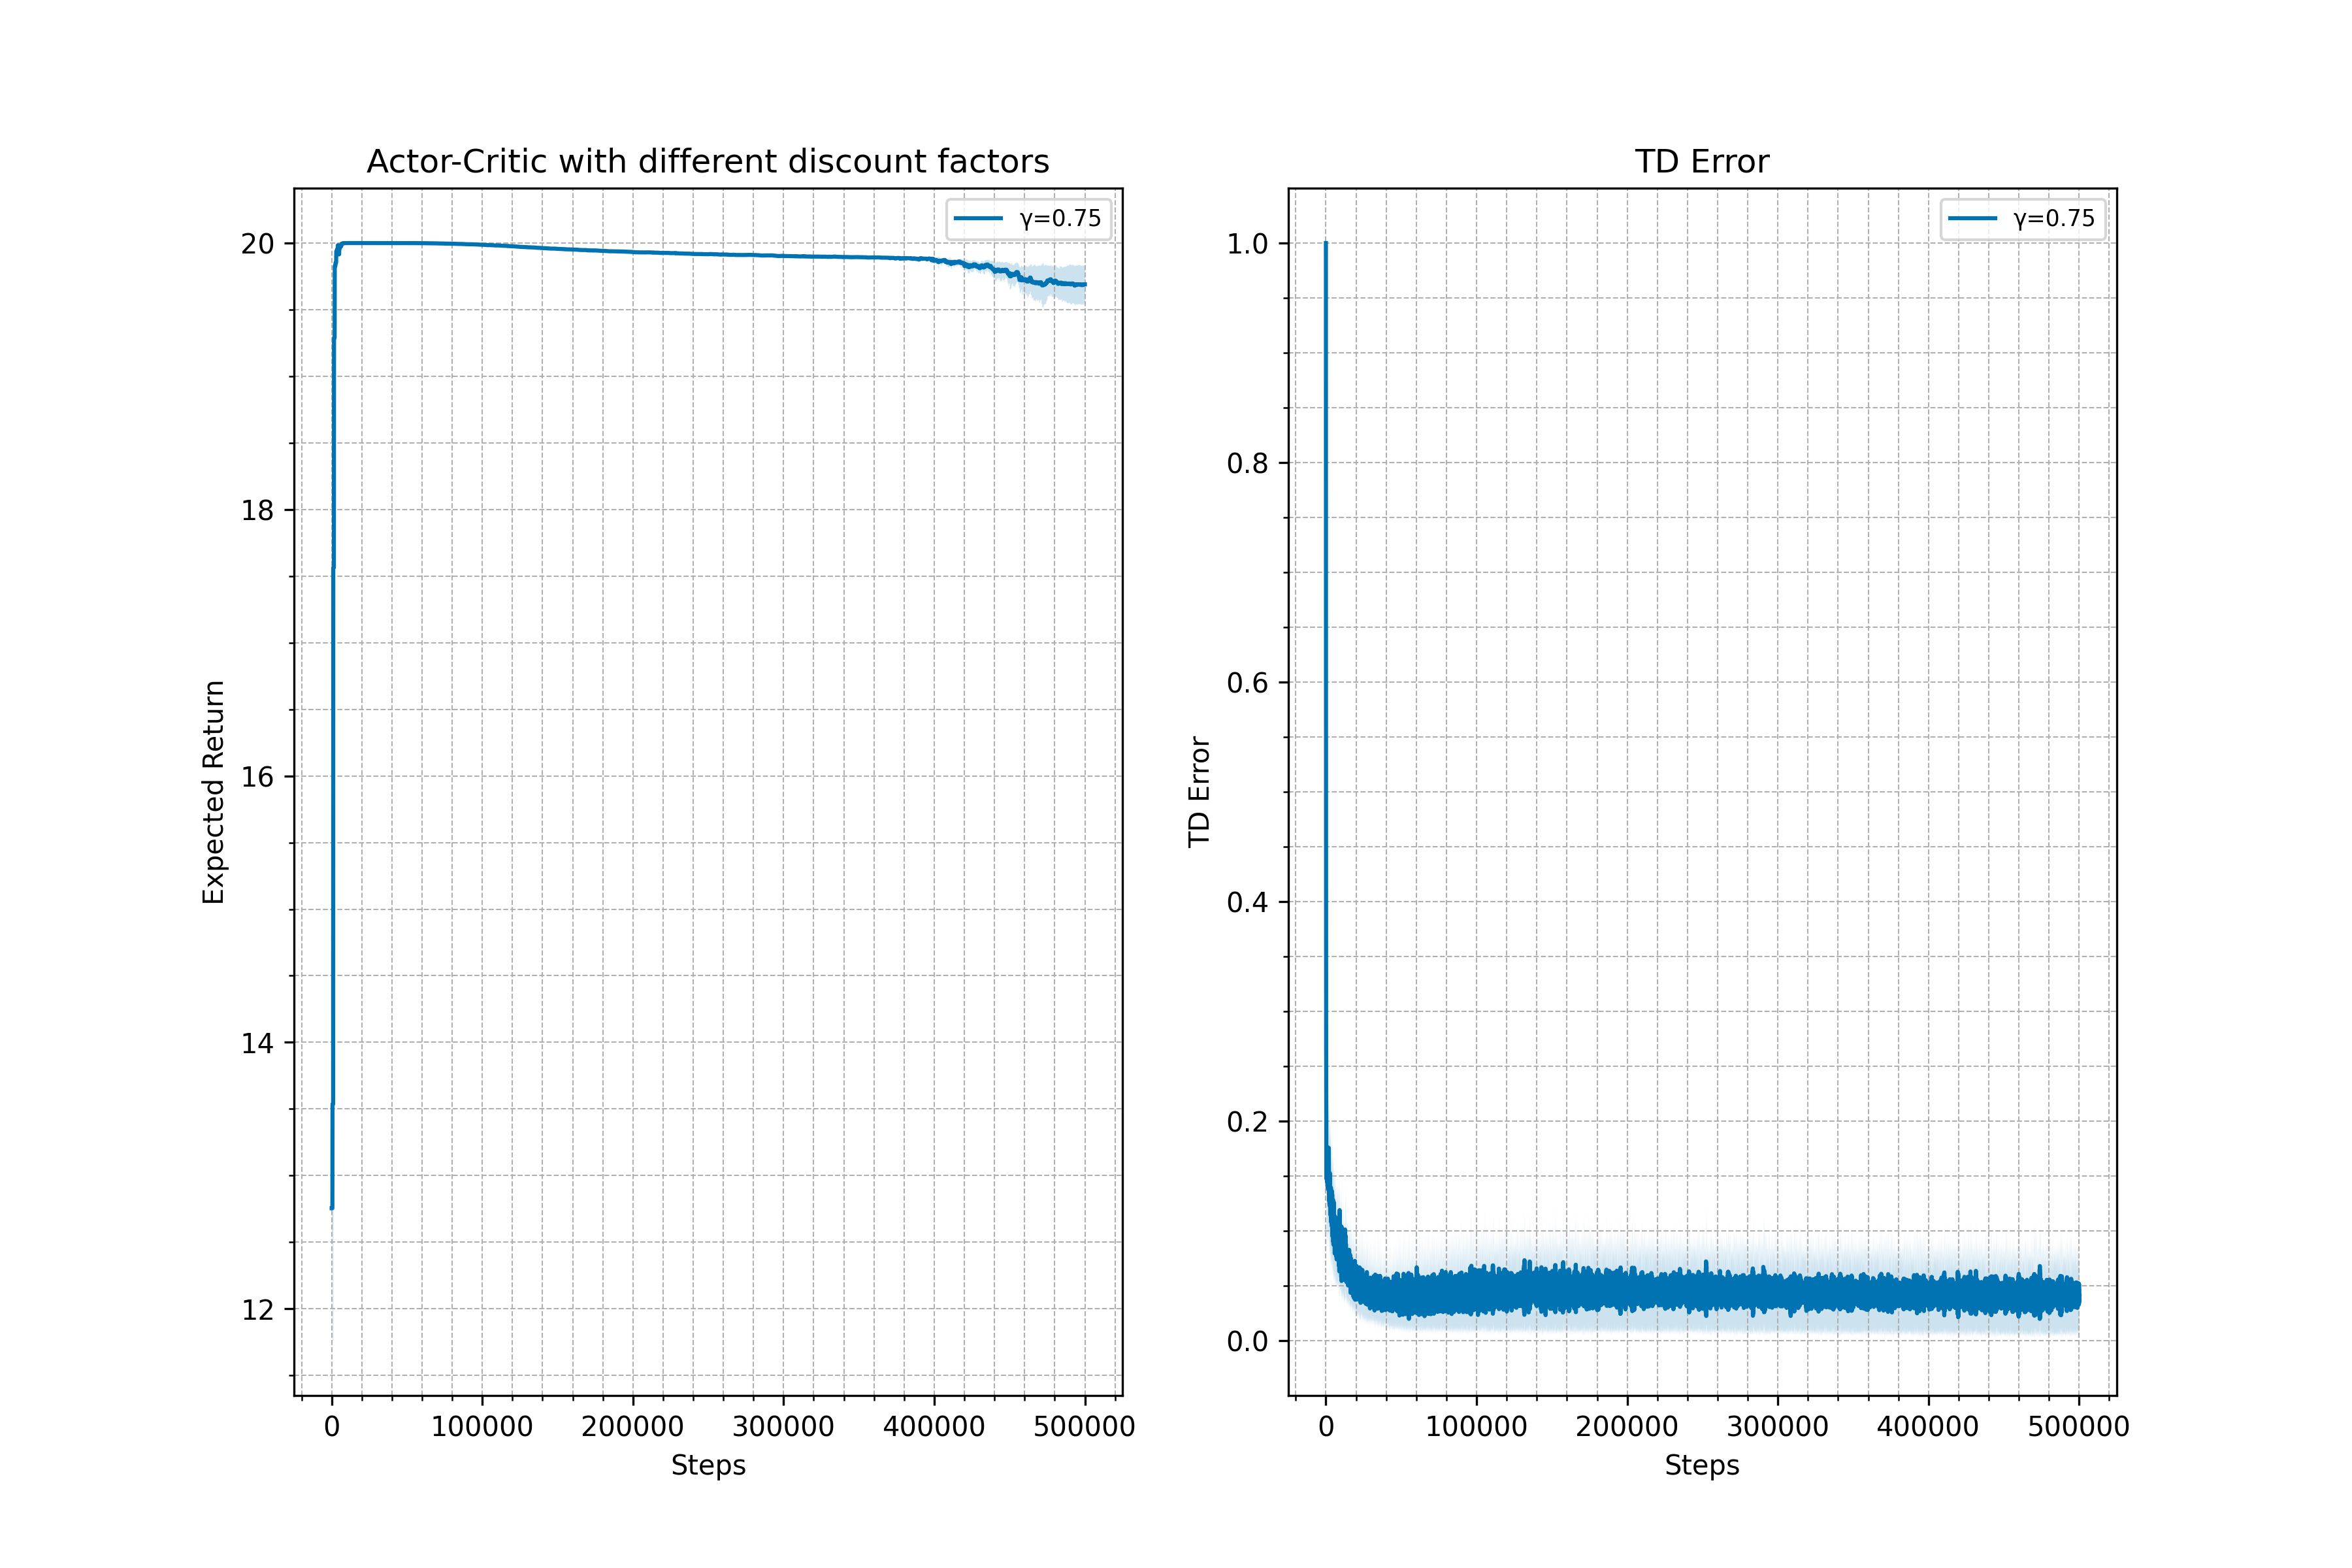 Actor-Critic with different discount factors
γ=0.75
Expected Return
20
18
16
14
12
0 100000 200000 300000 400000 500000
Steps
TD Error
γ=0.75
TD Error
1.0
0.8
0.6
0.4
0.2
0.0
0 100000 200000 300000 400000 500000
Steps